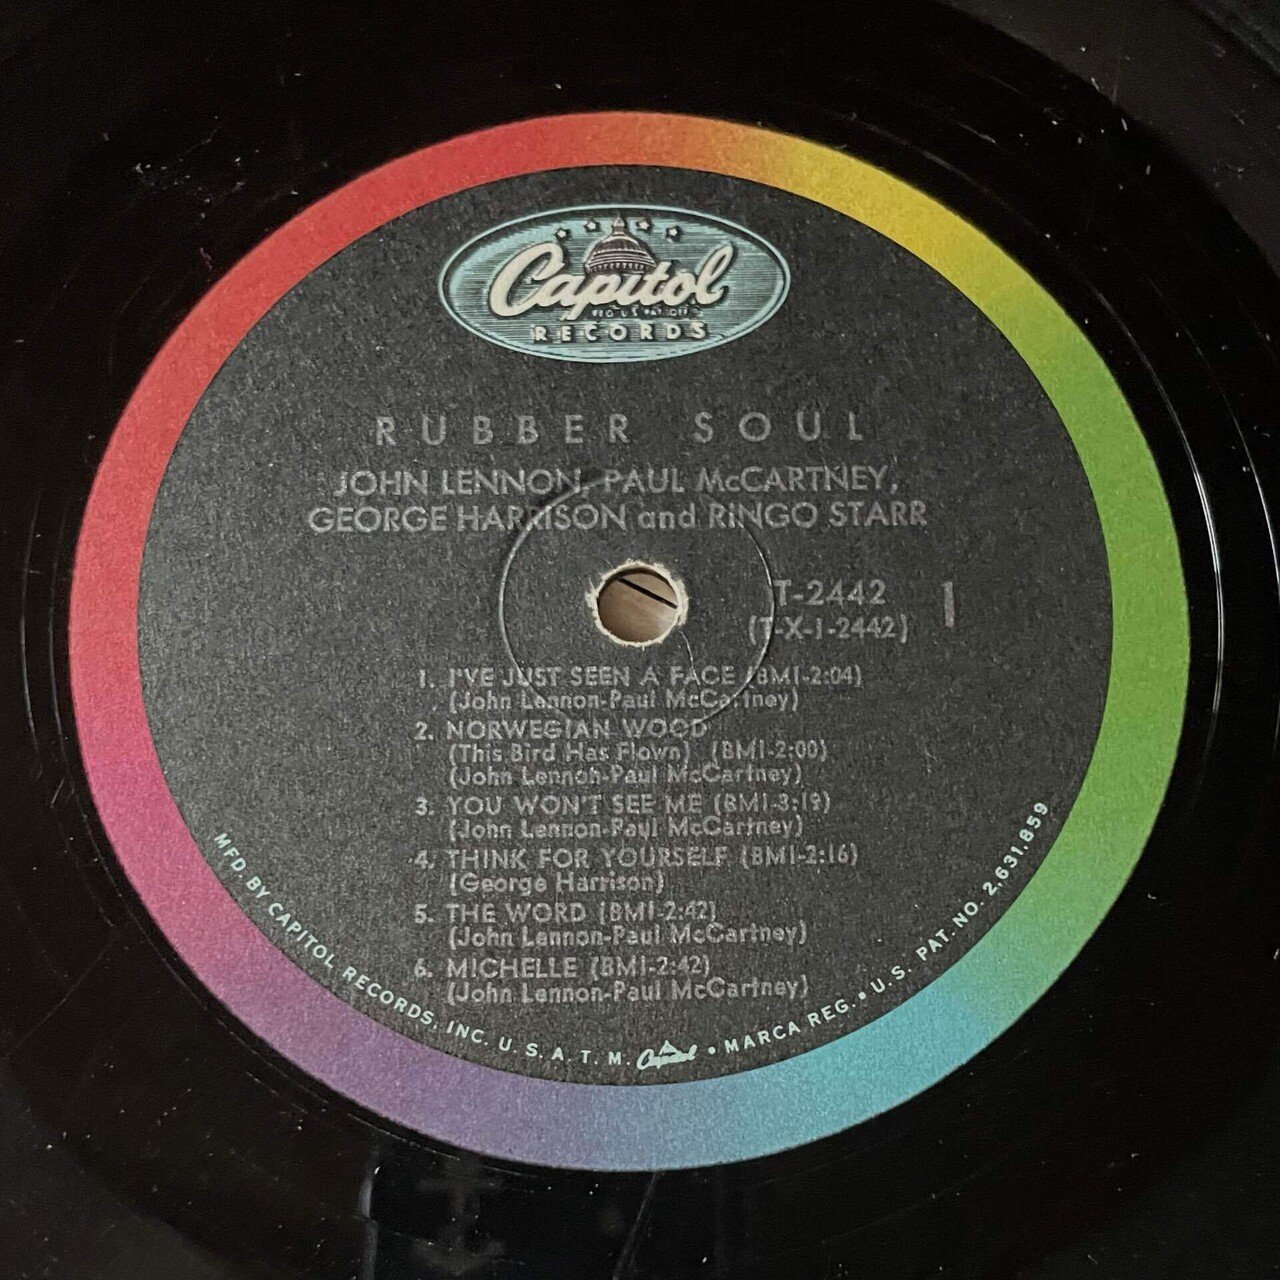 Capitol
REG. U.S. PAT. OFF.
RECORDS
RUBBER SOUL
JOHN LENNON, PAUL McCARTNEY,
GEORGE HARRISON and RINGO STARR
T-2442
(T-X-1-2442)
1
1. I'VE JUST SEEN A FACE (BMI-2:04)
(John Lennon-Paul McCartney)
2. NORWEGIAN WOOD
(This Bird Has Flown) (BMI-2:00)
(John Lennon-Paul McCartney)
3. YOU WON'T SEE ME (BMI-3:19)
(John Lennon-Paul McCartney)
4. THINK FOR YOURSELF (BMI-2:16)
(George Harrison)
5. THE WORD (BMI-2:42)
(John Lennon-Paul McCartney)
6. MICHELLE (BMI-2:42)
(John Lennon-Paul McCartney)
MFD. BY CAPITOL RECORDS, INC. U.S.A. T.M. Capitol • MARCA REG. • U.S. PAT. NO. 2,631,859